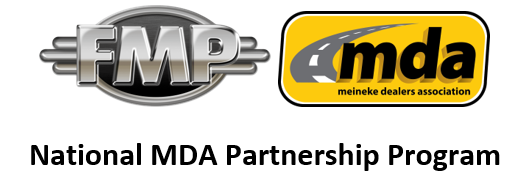 FMP
mda
meineke dealers association
National MDA Partnership Program